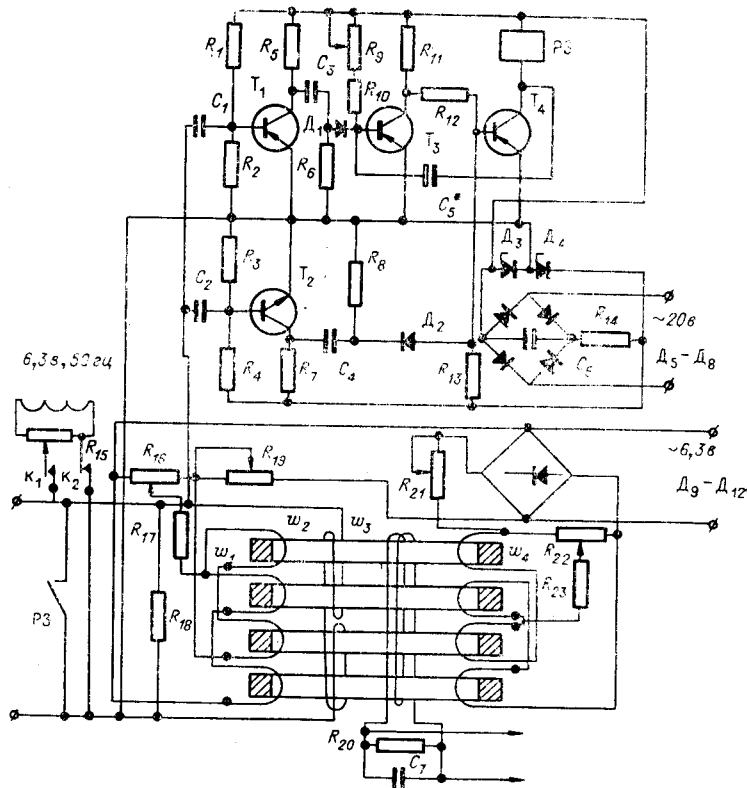 R1
R5
C3
R9
R11
РЗ
T1
R10
C1
Д1
R12
T4
T3
R2
R6
C5*
Д3
Д4
R3
R8
C2
T2
R14
~20в
Д2
C6
Д5-Д8
6,3в, 50гц
R4
R7
C4
R13
R15
~6,3в
K1
K2
R16
R19
R21
Д9-Д12
R17
w1
w2
w3
w4
R22
R23
РЗ
R18
R20
C7